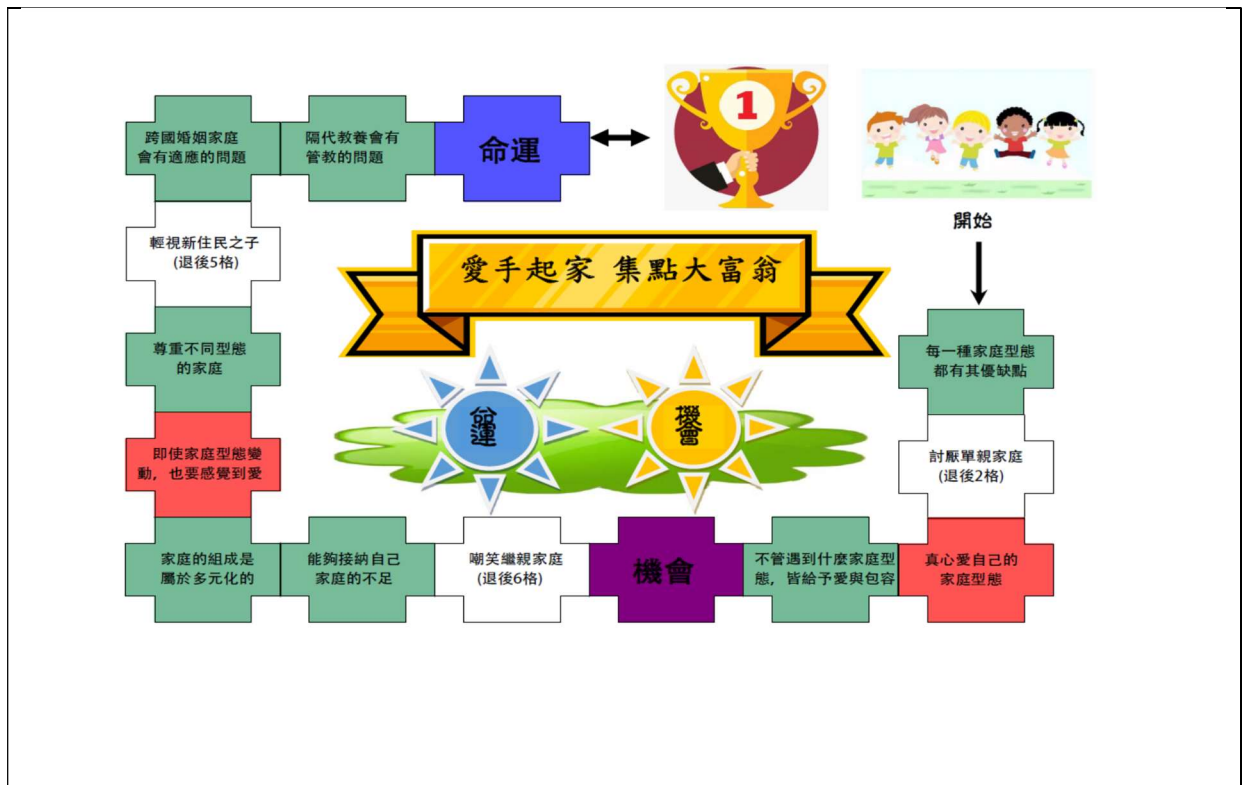 跨國婚姻家庭
會有適應的問題
隔代教養會有
管教的問題
命運
1
開始
輕視新住民之子
(退後5格)
愛手起家 集點大富翁
尊重不同型態
的家庭
每一種家庭型態
都有其優缺點
命運
機會
即使家庭型態變
動，也要感覺到愛
討厭單親家庭
(退後2格)
家庭的組成是
屬於多元化的
能夠接納自己
家庭的不足
嘲笑繼親家庭
(退後6格)
機會
不管遇到什麼家庭型
態，皆給予愛與包容
真心愛自己的
家庭型態